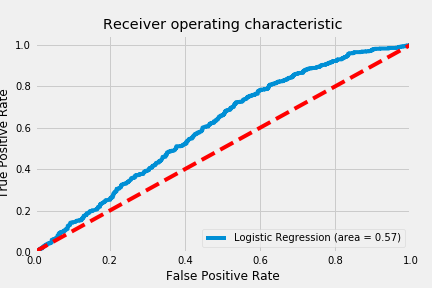 Receiver operating characteristic
True Positive Rate
1.0
0.8
0.6
0.4
0.2
0.0
0.0 0.2 0.4 0.6 0.8 1.0
Logistic Regression (area = 0.57)
False Positive Rate